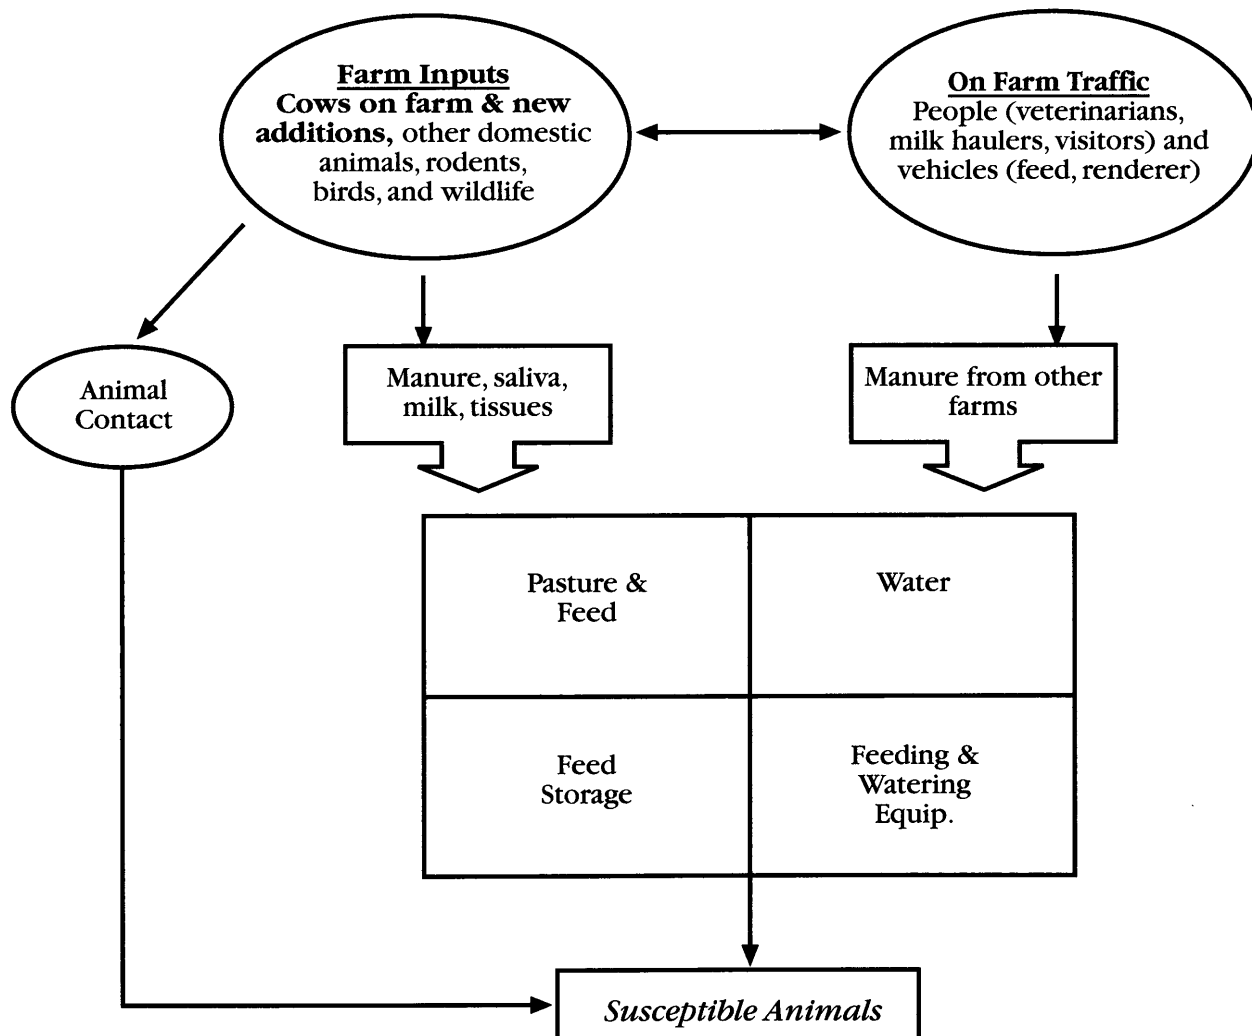 Farm Inputs
Cows on farm & new
additions, other domestic
animals, rodents,
birds, and wildlife
On Farm Traffic
People (veterinarians,
milk haulers, visitors) and
vehicles (feed, renderer)
Animal
Contact
Manure, saliva,
milk, tissues
Manure from other
farms
Pasture &
Feed
Water
Feed
Storage
Feeding &
Watering
Equip.
Susceptible Animals